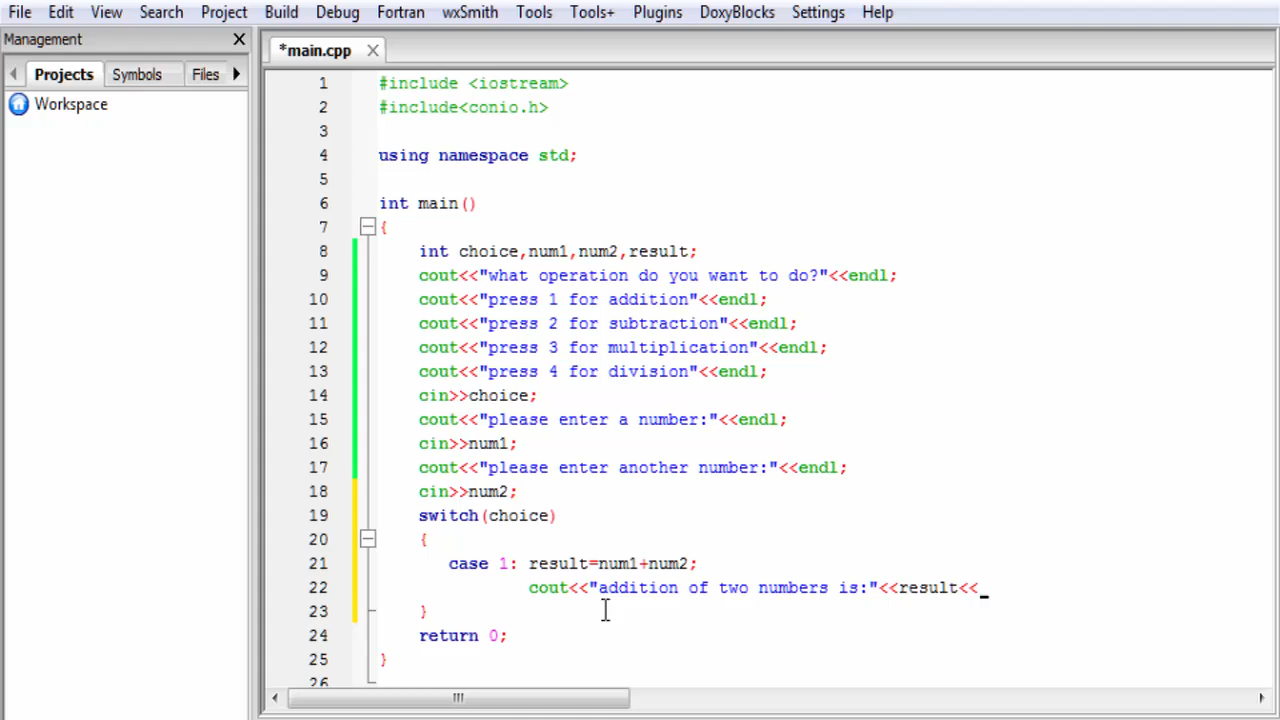 File Edit View Search Project Build Debug Fortran wxSmith Tools Tools+ Plugins DoxyBlocks Settings Help
Management
Projects Symbols Files
Workspace
*main.cpp
1 #include <iostream>
2 #include<conio.h>
3
4 using namespace std;
5
6 int main()
7 {
8 int choice,num1,num2,result;
9 cout<<"what operation do you want to do?"<<endl;
10 cout<<"press 1 for addition"<<endl;
11 cout<<"press 2 for subtraction"<<endl;
12 cout<<"press 3 for multiplication"<<endl;
13 cout<<"press 4 for division"<<endl;
14 cin>>choice;
15 cout<<"please enter a number:"<<endl;
16 cin>>num1;
17 cout<<"please enter another number:"<<endl;
18 cin>>num2;
19 switch(choice)
20 {
21 case 1: result=num1+num2;
22 cout<<"addition of two numbers is:"<<result<<
23 }
24 return 0;
25 }
26